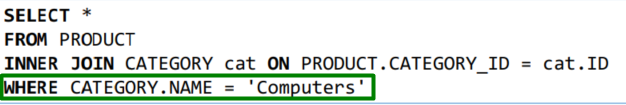 SELECT *
FROM PRODUCT
INNER JOIN CATEGORY cat ON PRODUCT.CATEGORY_ID = cat.ID
WHERE CATEGORY.NAME = 'Computers'